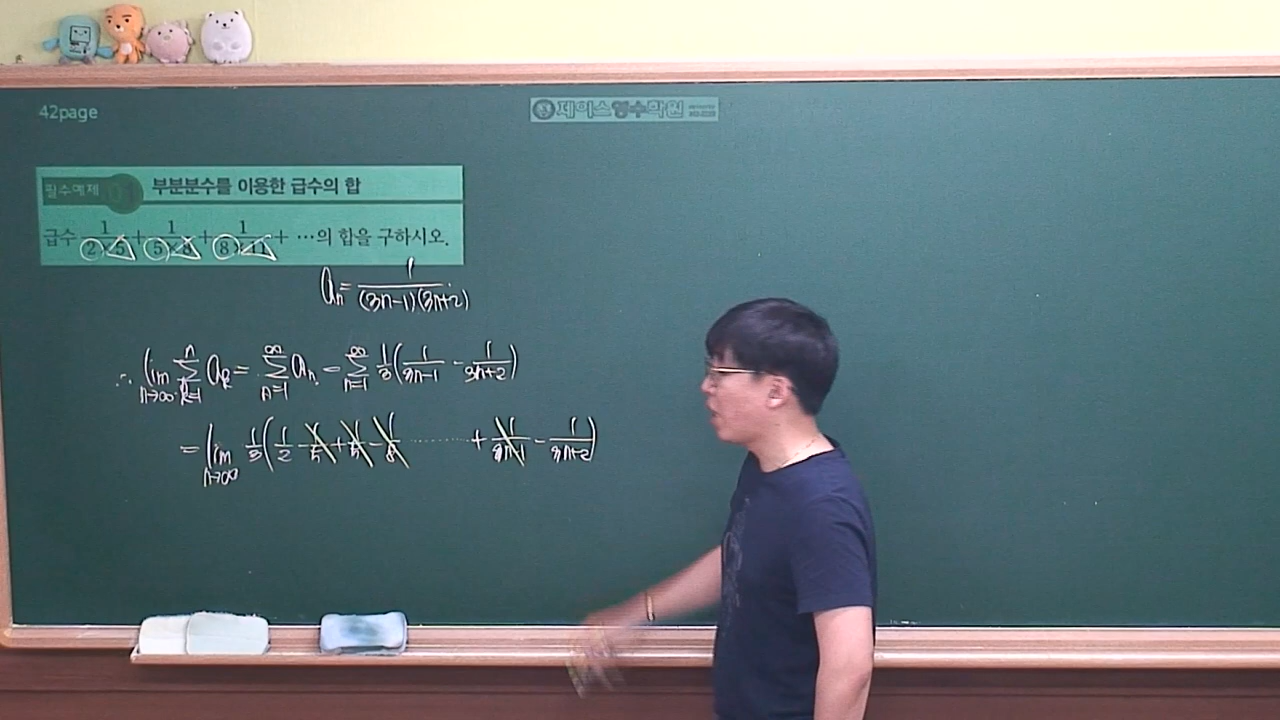 42page
제이스영수학원
필수예제 01 부분분수를 이용한 급수의 합
급수 1/(2×5) + 1/(5×8) + 1/(8×11) + ⋯의 합을 구하시오.
aₙ = 1/((3n-1)(3n+2))
∴ lim_{n→∞} Σ_{k=1}^{n} aₖ = Σ_{n=1}^{∞} aₙ = Σ_{n=1}^{∞} 1/3 (1/(3n-1) - 1/(3n+2))
= lim_{n→∞} 1/3 (1/2 - 1/5 + 1/5 - 1/8 ⋯⋯ + 1/(3n-1) - 1/(3n+2))